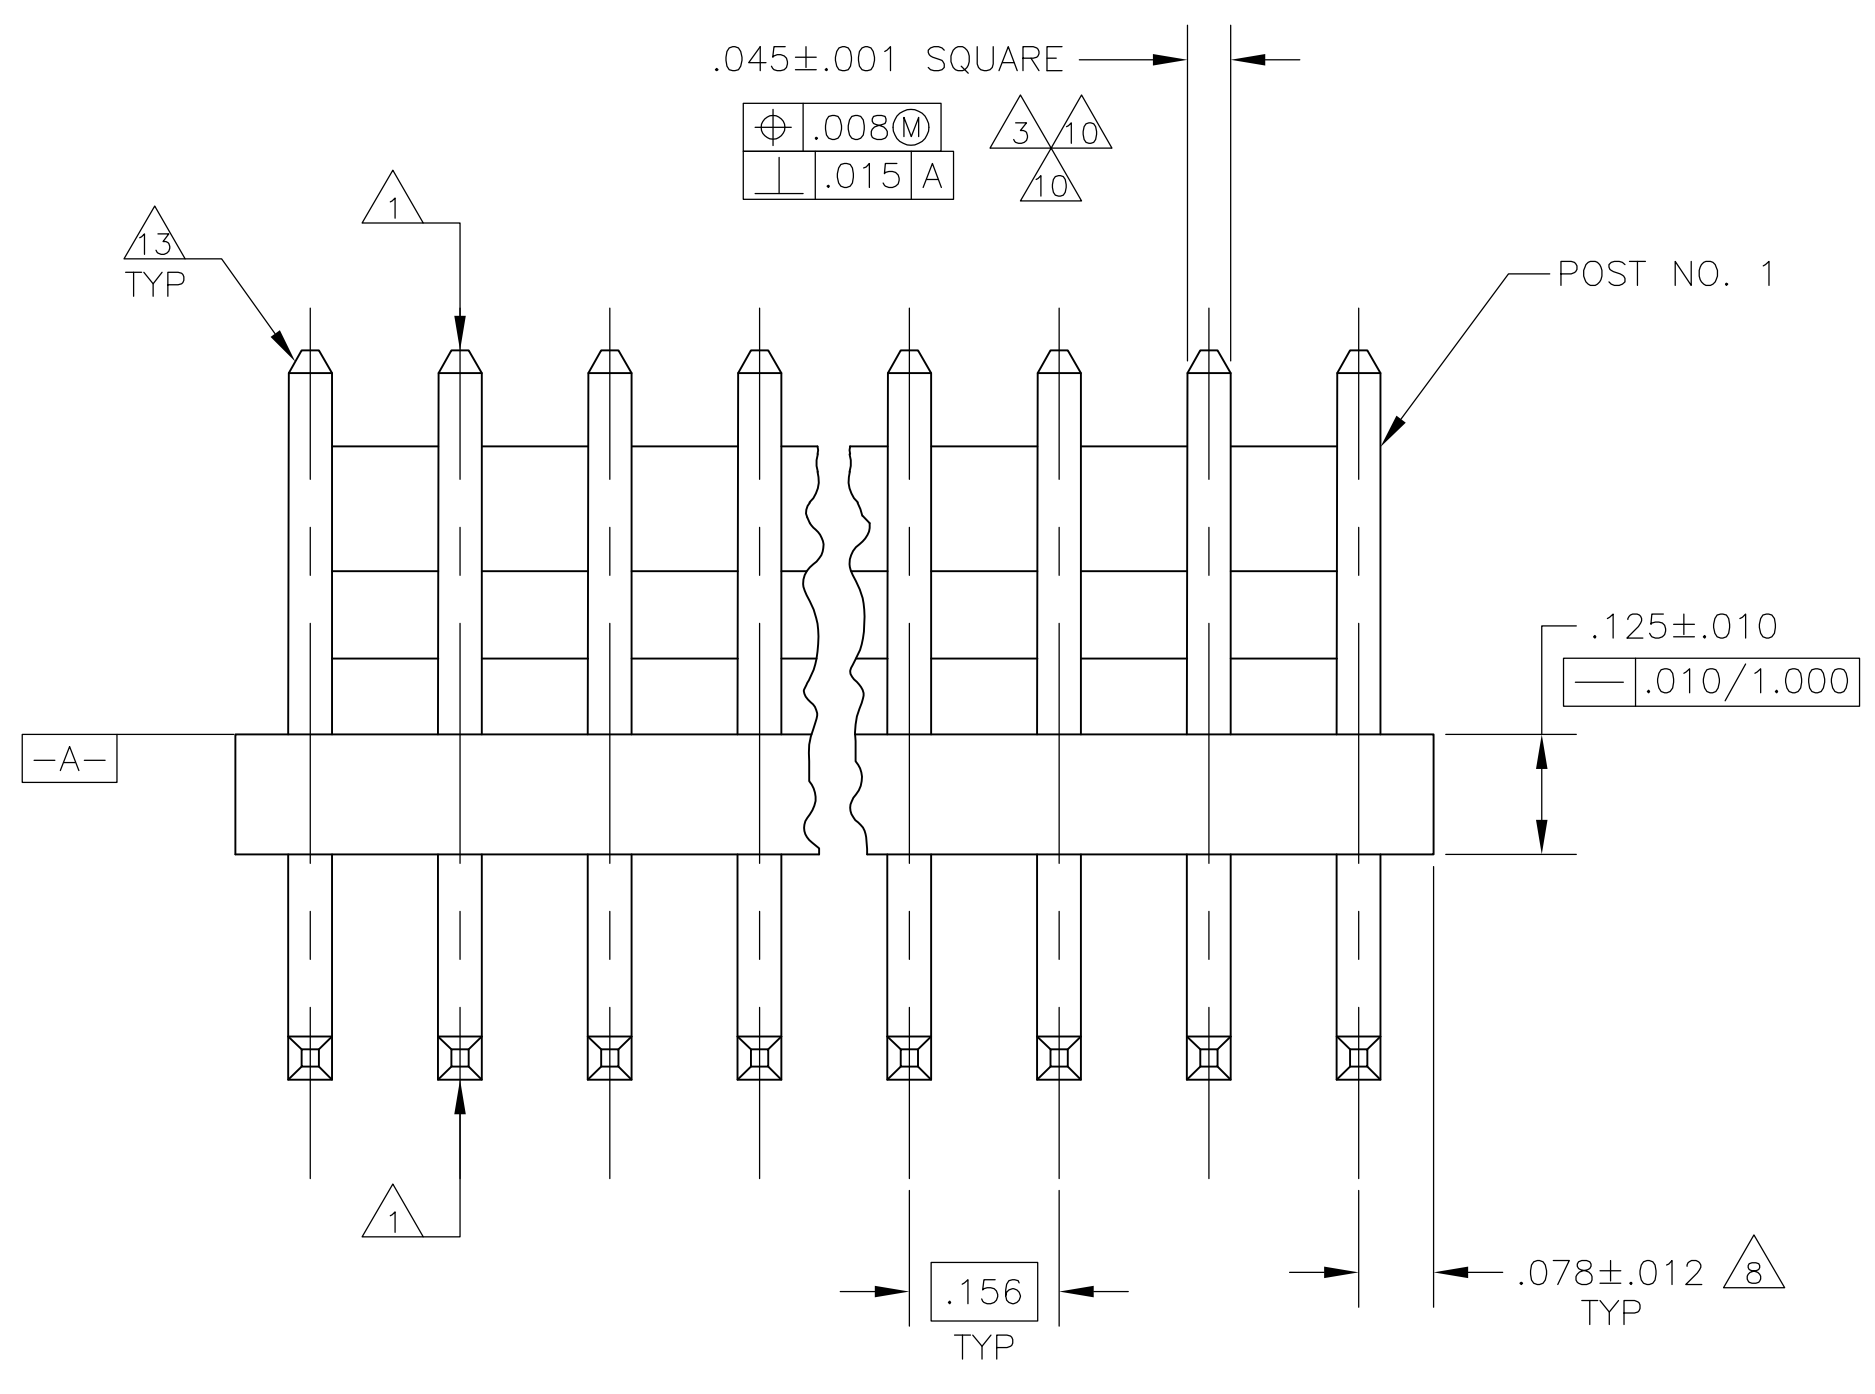 .045±.001 SQUARE
⌖ .008Ⓜ
⟂ .015 A
3 10
10
1
13
TYP
POST NO. 1
.125±.010
— .010/1.000
-A-
1
.156
TYP
.078±.012 8
TYP